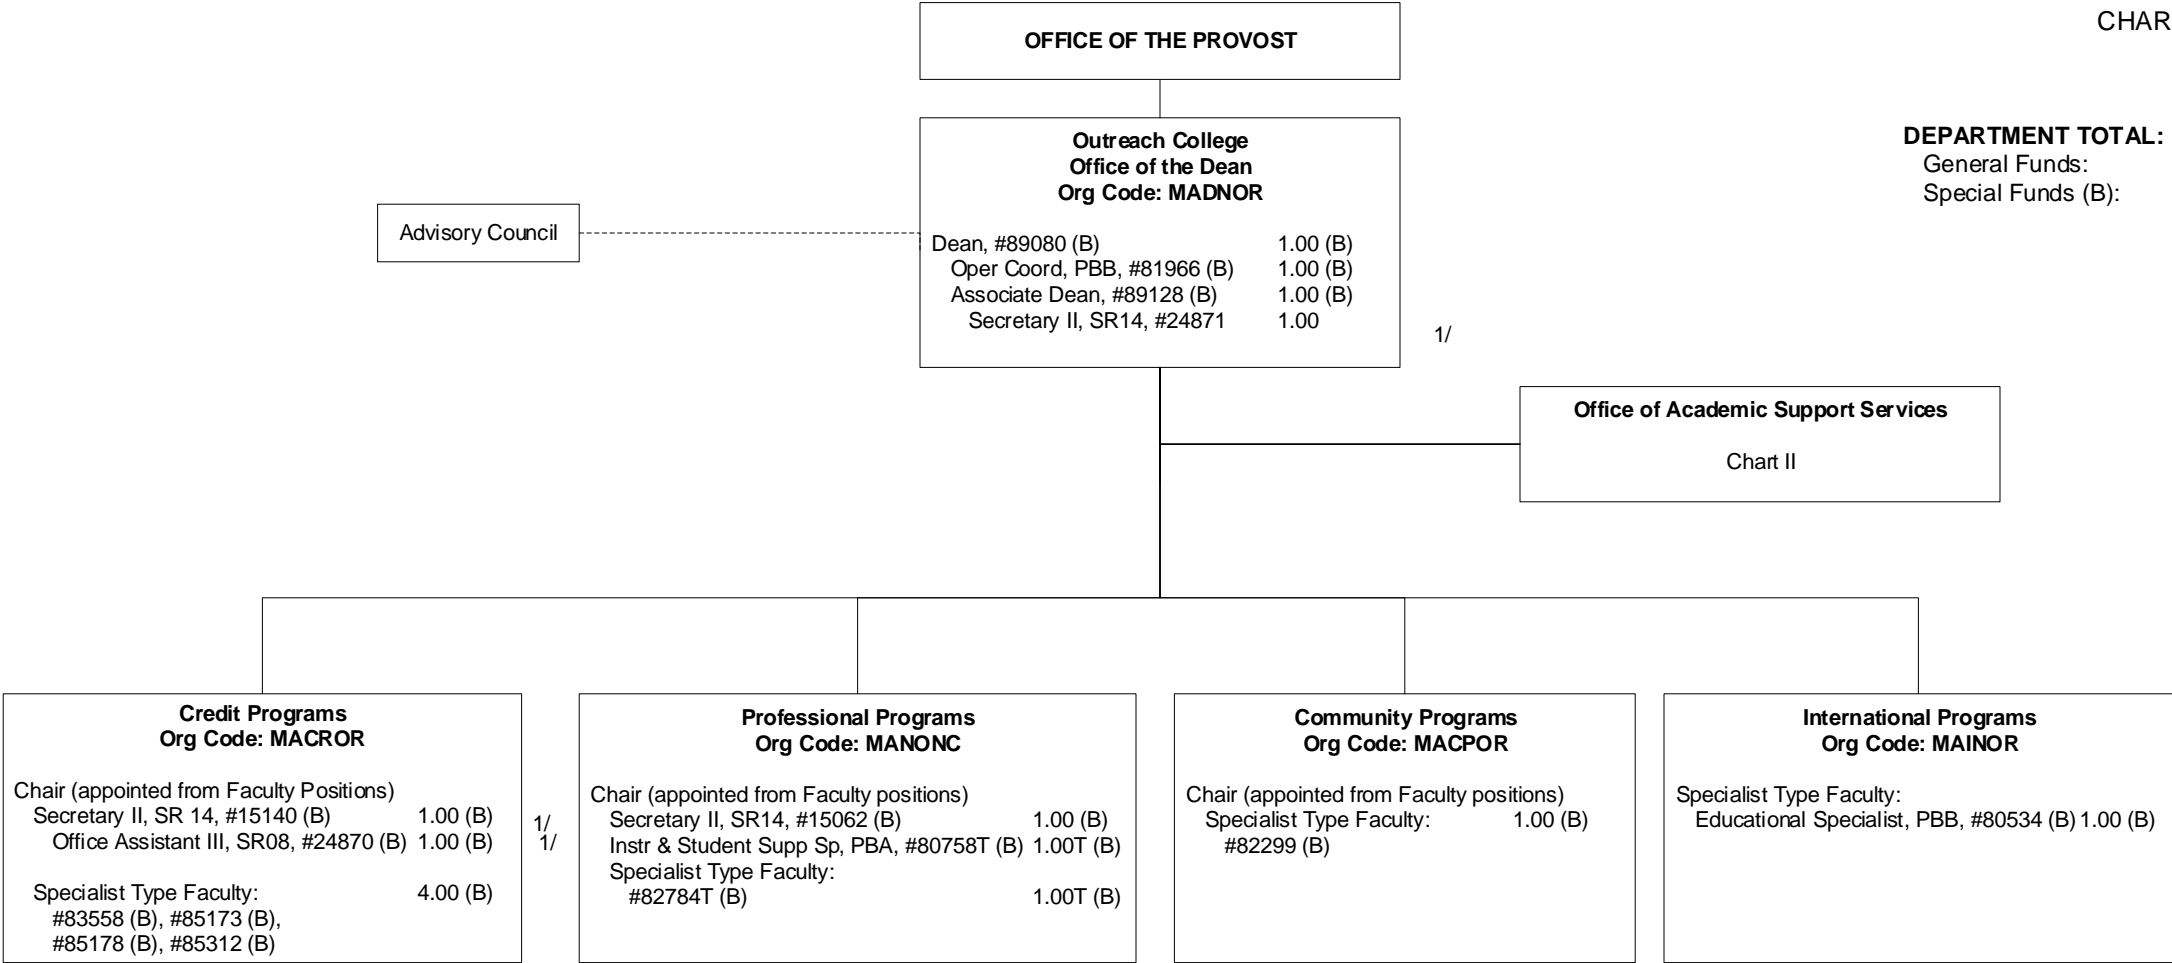 CHAR
OFFICE OF THE PROVOST
Outreach College
Office of the Dean
Org Code: MADNOR
Dean, #89080 (B) 1.00 (B)
Oper Coord, PBB, #81966 (B) 1.00 (B)
Associate Dean, #89128 (B) 1.00 (B)
Secretary II, SR14, #24871 1.00
1/
DEPARTMENT TOTAL:
General Funds:
Special Funds (B):
Advisory Council
Office of Academic Support Services
Chart II
Credit Programs
Org Code: MACROR
Chair (appointed from Faculty Positions)
Secretary II, SR 14, #15140 (B) 1.00 (B)
Office Assistant III, SR08, #24870 (B) 1.00 (B)
Specialist Type Faculty: 4.00 (B)
#83558 (B), #85173 (B),
#85178 (B), #85312 (B)
1/
1/
Professional Programs
Org Code: MANONC
Chair (appointed from Faculty positions)
Secretary II, SR14, #15062 (B) 1.00 (B)
Instr & Student Supp Sp, PBA, #80758T (B) 1.00T (B)
Specialist Type Faculty:
#82784T (B) 1.00T (B)
Community Programs
Org Code: MACPOR
Chair (appointed from Faculty positions)
Specialist Type Faculty: 1.00 (B)
#82299 (B)
International Programs
Org Code: MAINOR
Specialist Type Faculty:
Educational Specialist, PBB, #80534 (B) 1.00 (B)